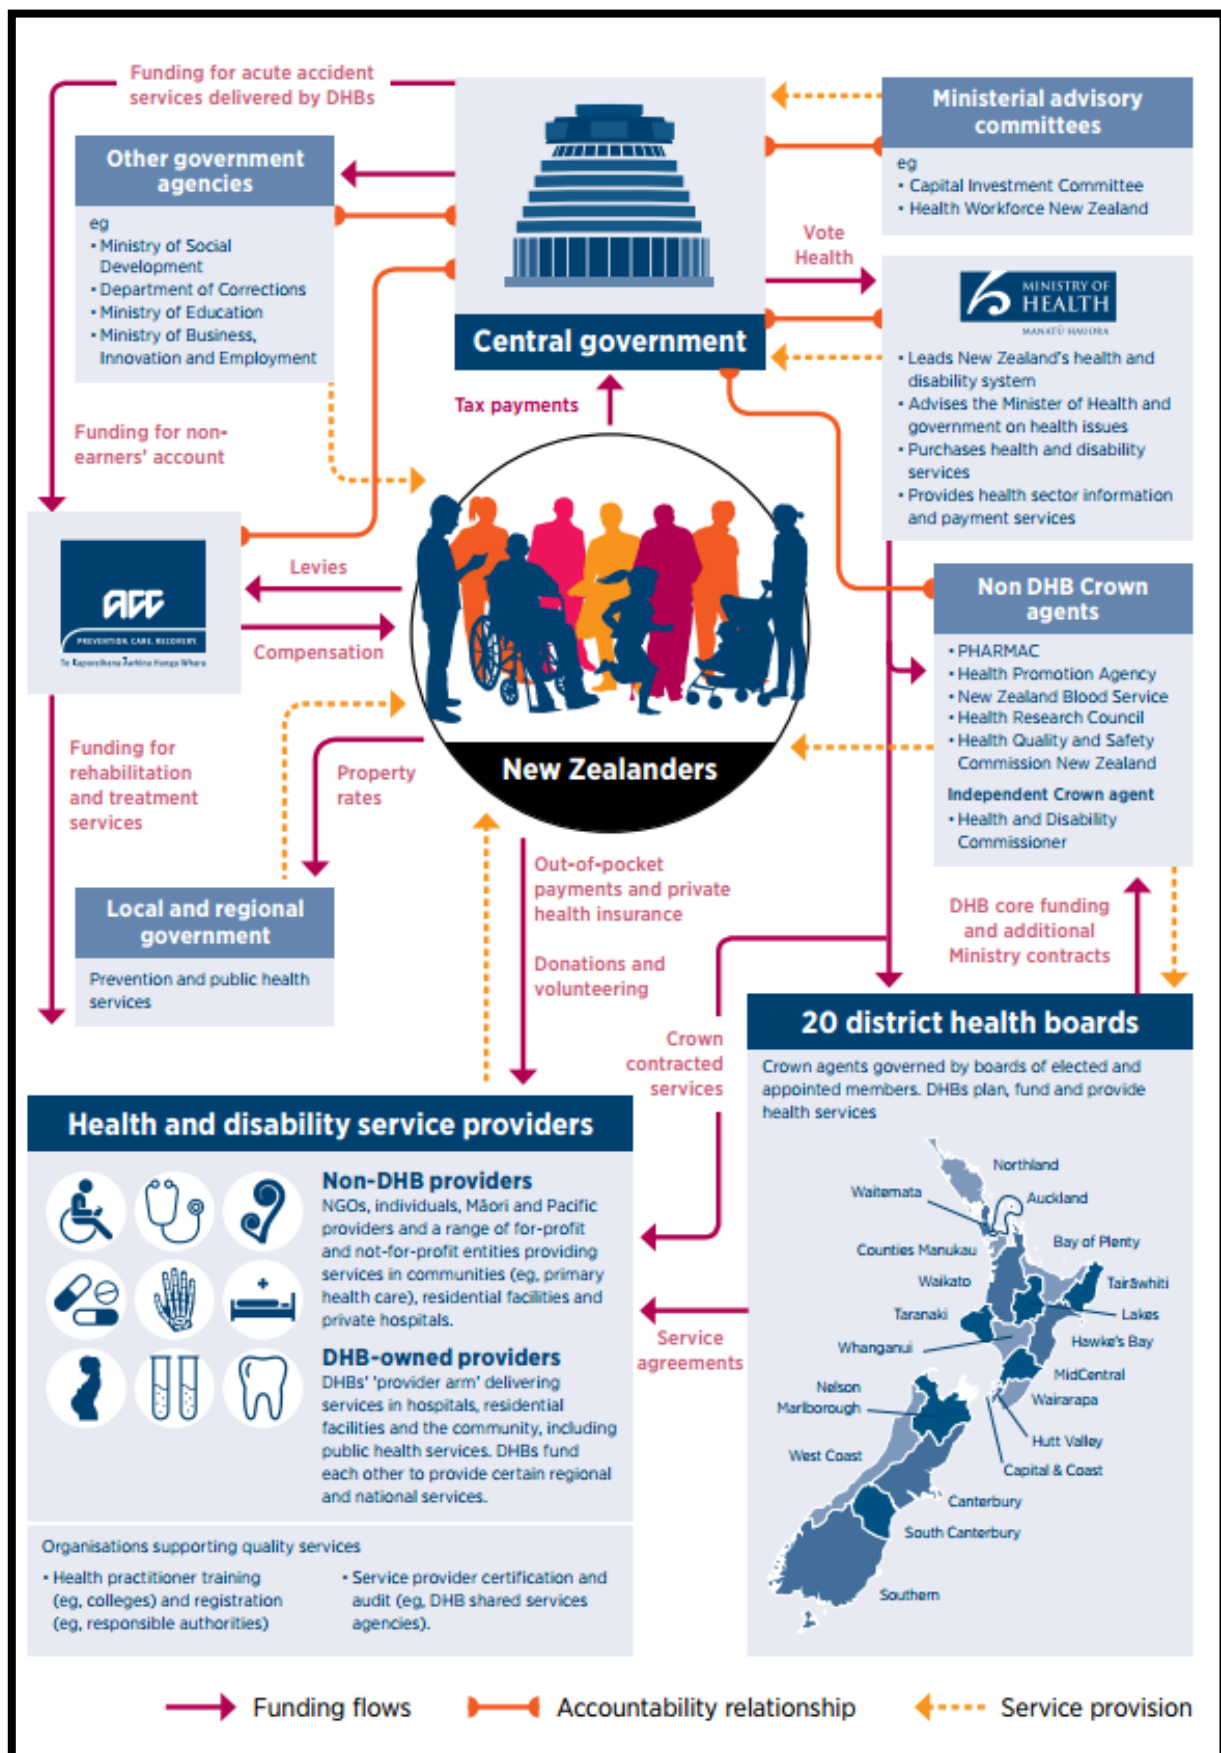 Funding for acute accident
services delivered by DHBs
Other government
agencies
eg
• Ministry of Social
Development
• Department of Corrections
• Ministry of Education
• Ministry of Business,
Innovation and Employment
Central government
Ministerial advisory
committees
eg
• Capital Investment Committee
• Health Workforce New Zealand
Vote
Health
MINISTRY OF
HEALTH
MANATŪ HAUORA
• Leads New Zealand's health and
disability system
• Advises the Minister of Health and
government on health issues
• Purchases health and disability
services
• Provides health sector information
and payment services
Tax payments
Funding for non-
earners' account
acc
PREVENTION. CARE. RECOVERY.
Te Kaporeihana Āwhina Hunga Whara
Levies
Compensation
New Zealanders
Non DHB Crown
agents
• PHARMAC
• Health Promotion Agency
• New Zealand Blood Service
• Health Research Council
• Health Quality and Safety
Commission New Zealand
Independent Crown agent
• Health and Disability
Commissioner
Funding for
rehabilitation
and treatment
services
Property
rates
Local and regional
government
Prevention and public health
services
Out-of-pocket
payments and private
health insurance
Donations and
volunteering
DHB core funding
and additional
Ministry contracts
Crown
contracted
services
20 district health boards
Crown agents governed by boards of elected and
appointed members. DHBs plan, fund and provide
health services
Northland
Waitemata
Auckland
Counties Manukau
Bay of Plenty
Waikato
Tairāwhiti
Taranaki
Lakes
Whanganui
Hawke's Bay
MidCentral
Nelson
Marlborough
Wairarapa
Hutt Valley
West Coast
Capital & Coast
Canterbury
South Canterbury
Southern
Health and disability service providers
Non-DHB providers
NGOs, individuals, Māori and Pacific
providers and a range of for-profit
and not-for-profit entities providing
services in communities (eg, primary
health care), residential facilities and
private hospitals.
DHB-owned providers
DHBs' 'provider arm' delivering
services in hospitals, residential
facilities and the community, including
public health services. DHBs fund
each other to provide certain regional
and national services.
Service
agreements
Organisations supporting quality services
• Health practitioner training
(eg, colleges) and registration
(eg, responsible authorities)
• Service provider certification and
audit (eg, DHB shared services
agencies).
Funding flows
Accountability relationship
Service provision